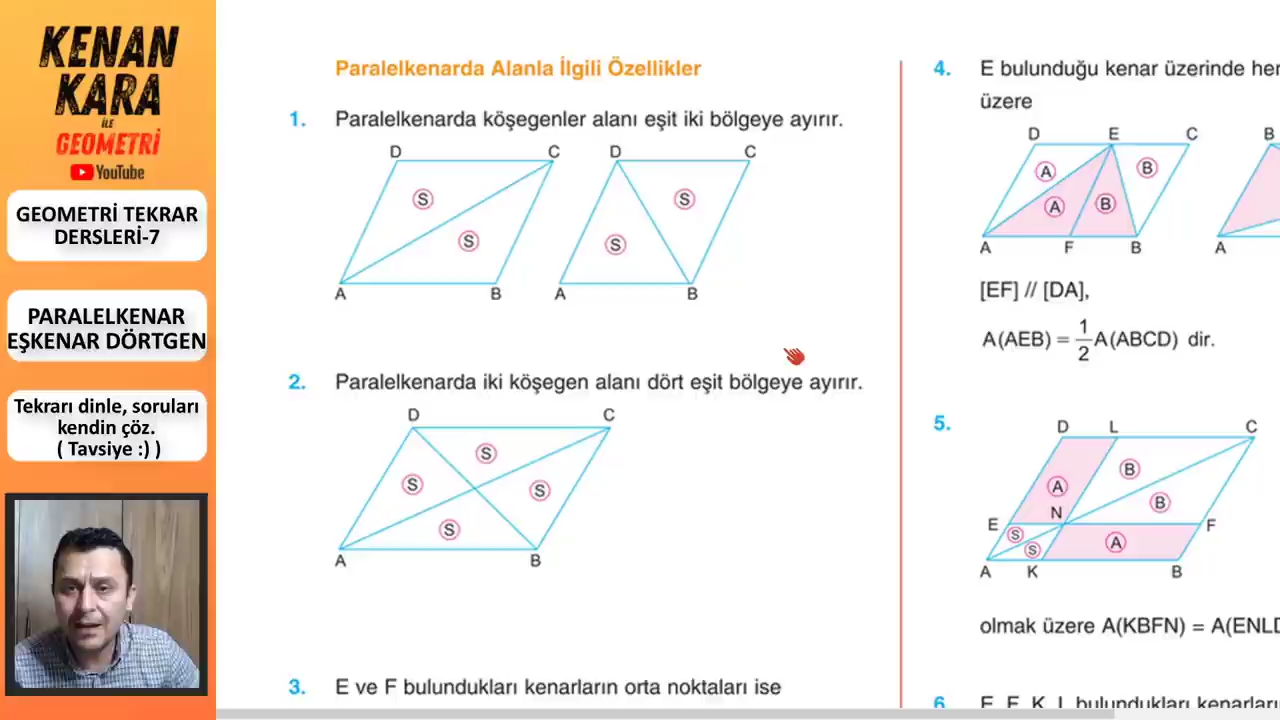 KENAN
KARA
İLE
GEOMETRİ
YouTube
GEOMETRİ TEKRAR
DERSLERİ-7
PARALELKENAR
EŞKENAR DÖRTGEN
Tekrarı dinle, soruları
kendin çöz.
( Tavsiye :) )
Paralelkenarda Alanla İlgili Özellikler
1. Paralelkenarda köşegenler alanı eşit iki bölgeye ayırır.
D C D C
S S
S S
A B A B
2. Paralelkenarda iki köşegen alanı dört eşit bölgeye ayırır.
D C
S
S S
S
A B
3. E ve F bulundukları kenarların orta noktaları ise
4. E bulunduğu kenar üzerinde her
üzere
D E C B
A B
A B
A F B A
[EF] // [DA],
A(AEB) = 1/2 A(ABCD) dir.
5.
D L C
B
A B
N
E F
S A
S
A K B
olmak üzere A(KBFN) = A(ENLD
6. E, F, K, L bulundukları kenarları